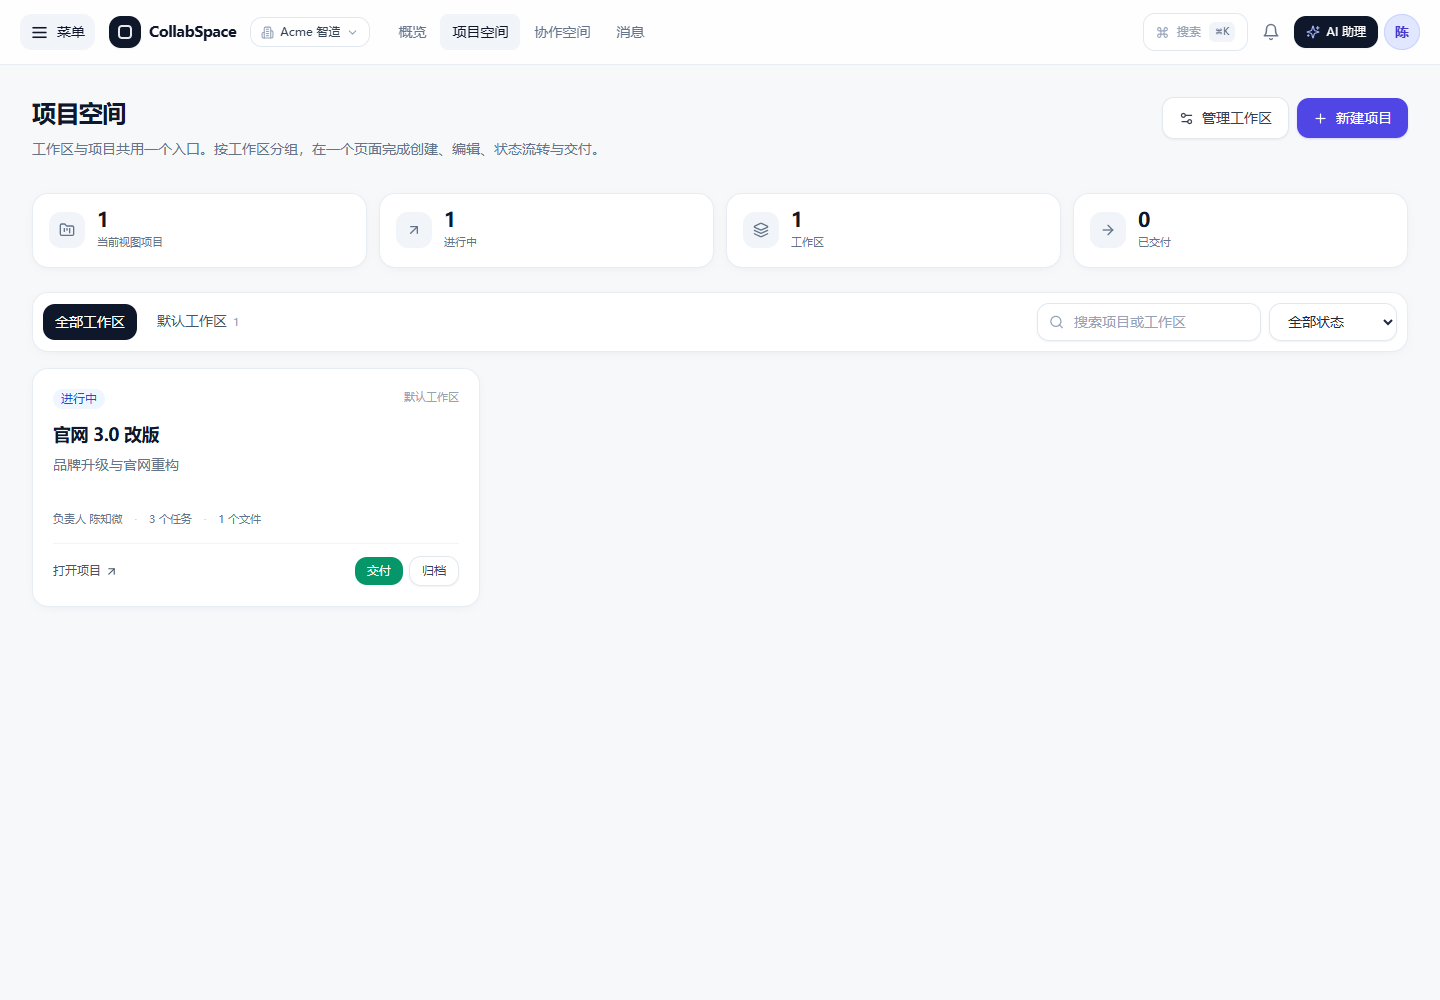 菜单
CollabSpace
Acme 智造
概览
项目空间
协作空间
消息
搜索 ⌘K
AI 助理
陈
项目空间
工作区与项目共用一个入口。按工作区分组，在一个页面完成创建、编辑、状态流转与交付。
管理工作区
新建项目
1
当前视图项目
1
进行中
1
工作区
0
已交付
全部工作区
默认工作区 1
搜索项目或工作区
全部状态
进行中
默认工作区
官网 3.0 改版
品牌升级与官网重构
负责人 陈知微 · 3 个任务 · 1 个文件
打开项目
交付
归档